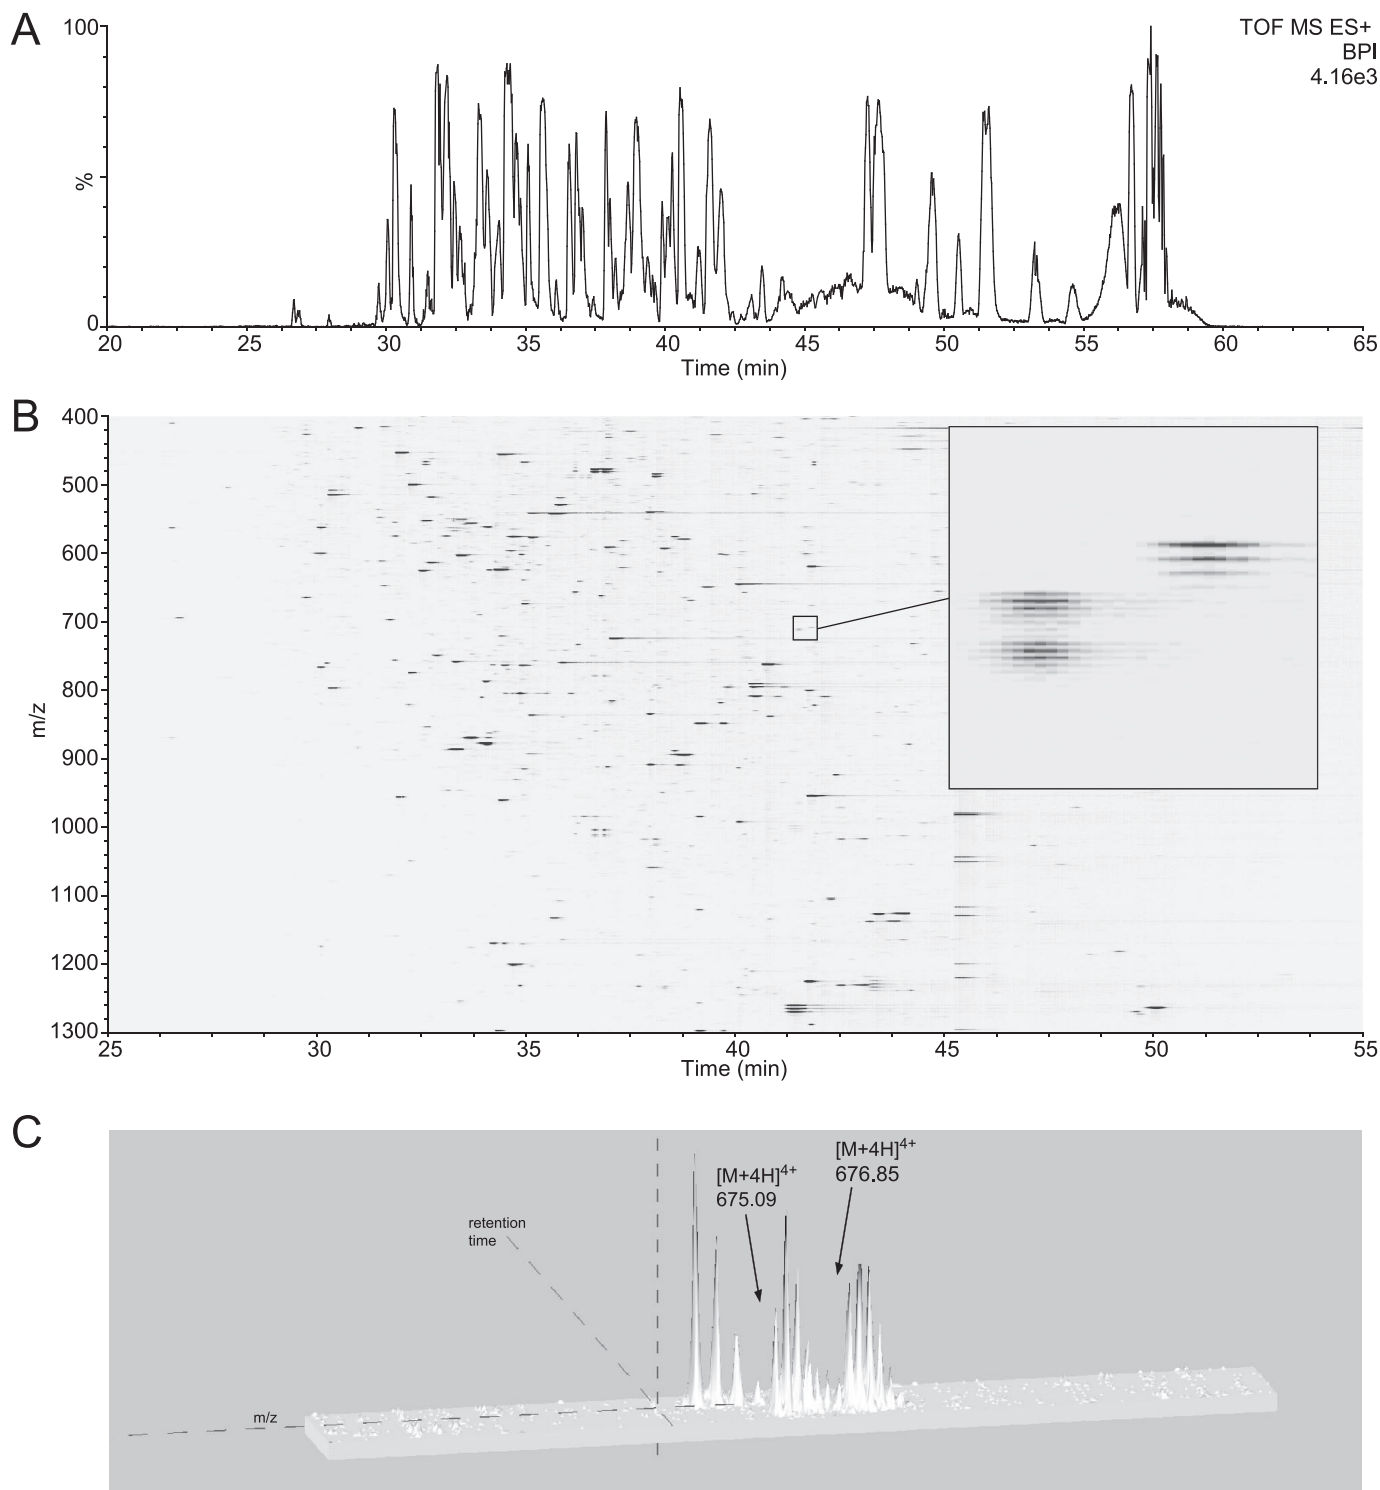 A
100
%
0
TOF MS ES+
BPI
4.16e3
20 25 30 35 40 45 50 55 60 65
Time (min)
B
400
500
600
700
800
900
1000
1100
1200
1300
m/z
25 30 35 40 45 50 55
Time (min)
C
[M+4H]4+
675.09
[M+4H]4+
676.85
retention
time
m/z